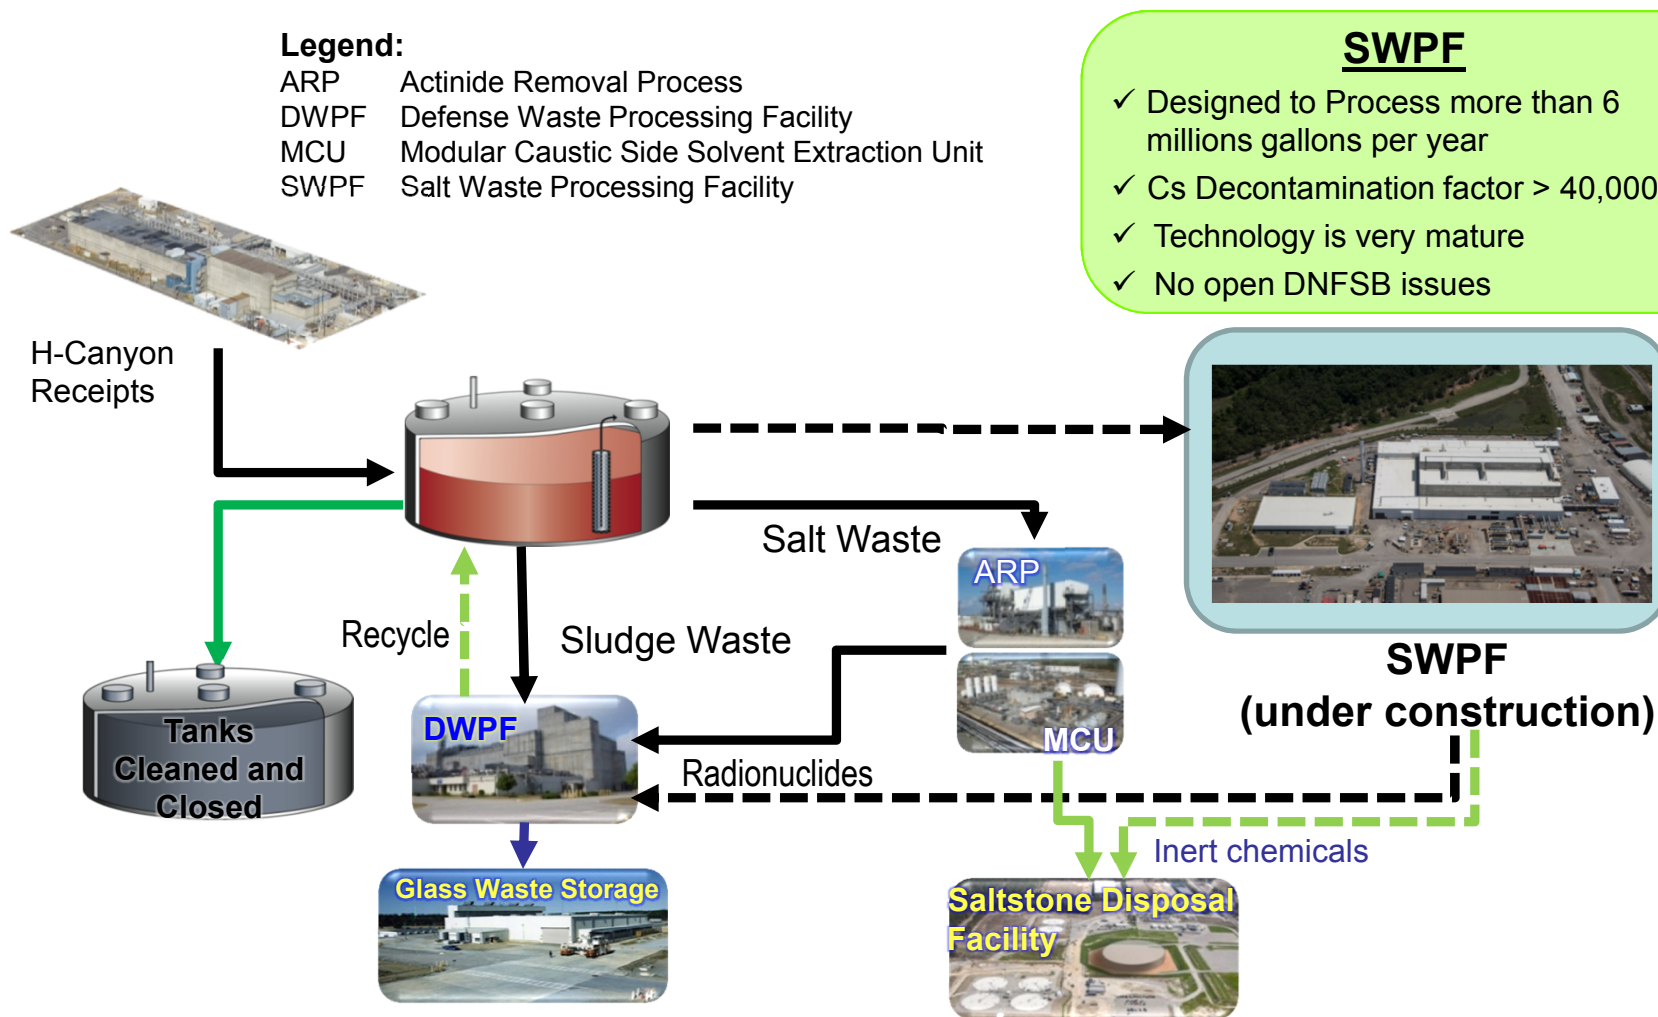 Legend:
ARP Actinide Removal Process
DWPF Defense Waste Processing Facility
MCU Modular Caustic Side Solvent Extraction Unit
SWPF Salt Waste Processing Facility
SWPF
✓ Designed to Process more than 6
millions gallons per year
✓ Cs Decontamination factor > 40,000
✓ Technology is very mature
✓ No open DNFSB issues
H-Canyon
Receipts
Salt Waste
ARP
Recycle
Sludge Waste
SWPF
(under construction)
DWPF
MCU
Tanks
Cleaned and
Closed
Radionuclides
Inert chemicals
Glass Waste Storage
Saltstone Disposal
Facility